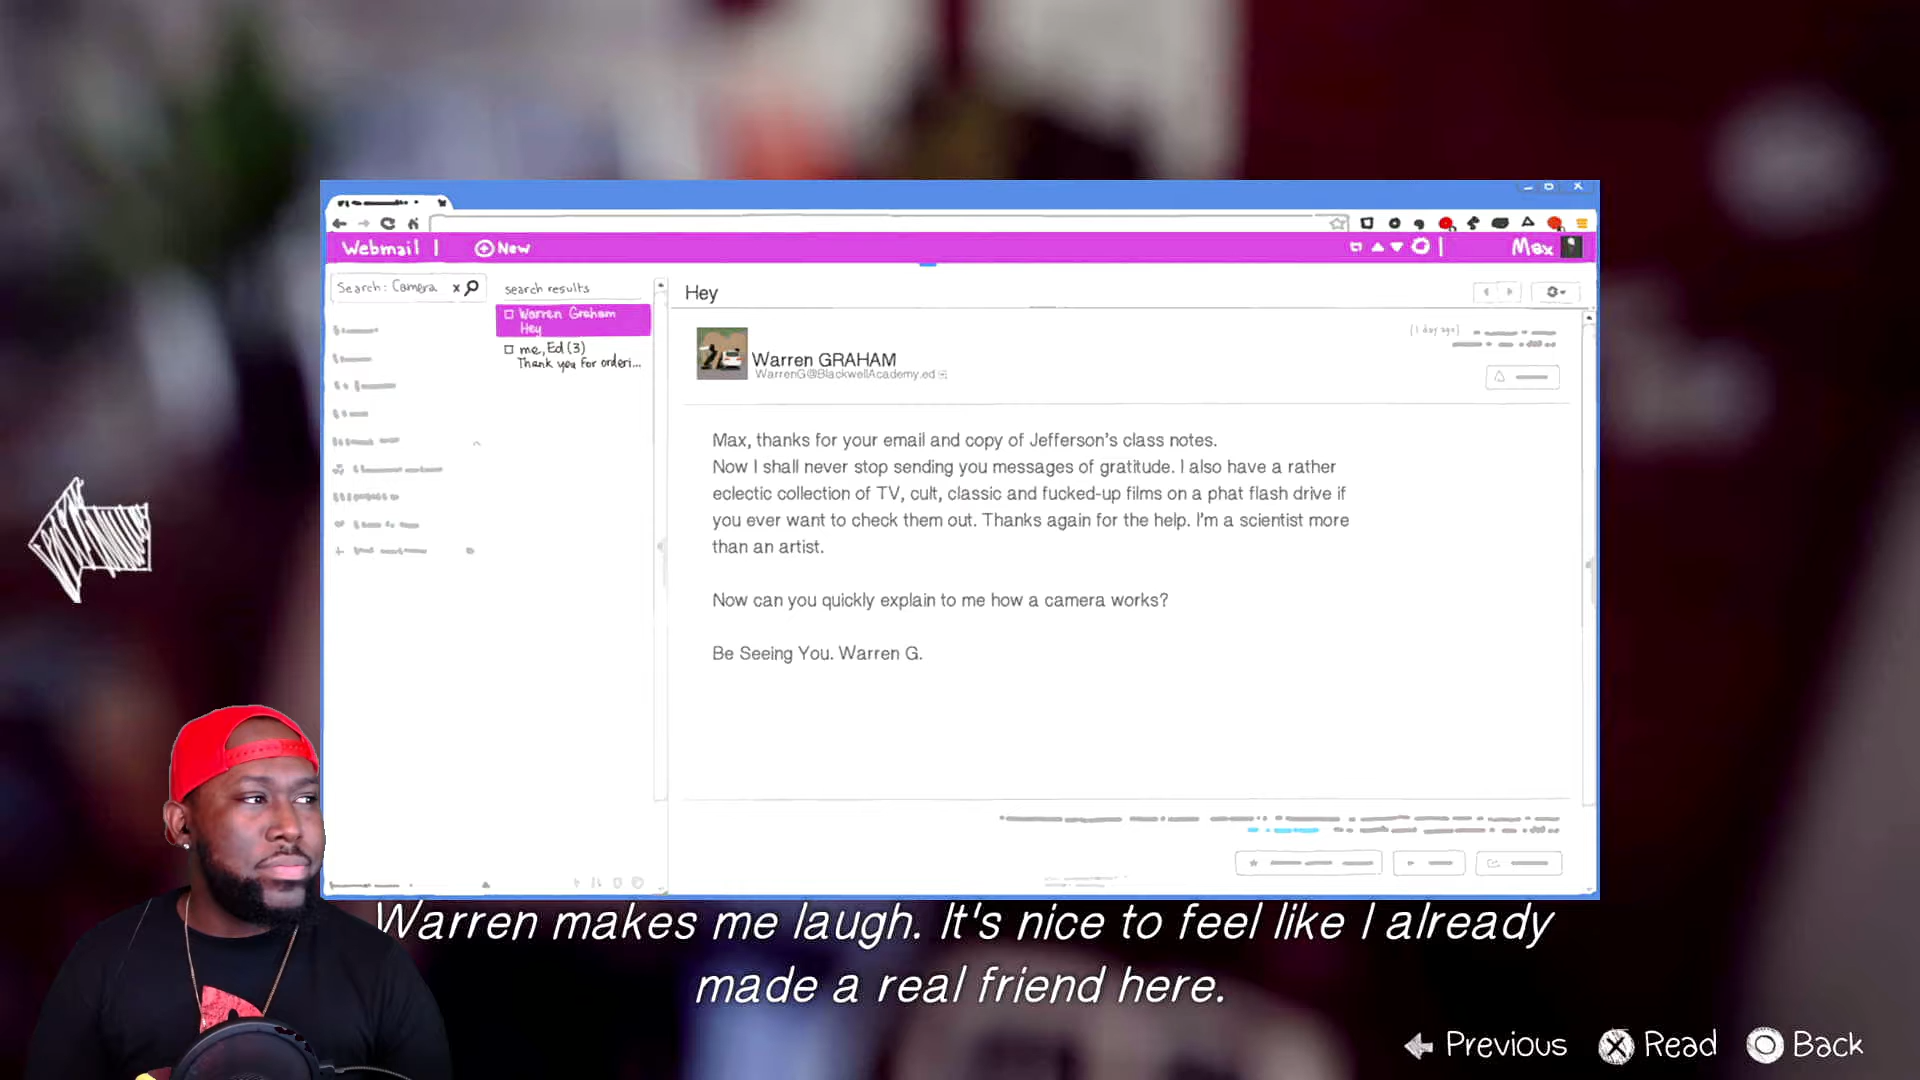 Webmail |
New
Max
Search: Camera x
search results
Warren Graham
Hey
me, Ed (3)
Thank you for orderi...
Hey
(1 day ago)
Warren GRAHAM
WarrenG@BlackwellAcademy.ed
Max, thanks for your email and copy of Jefferson's class notes.
Now I shall never stop sending you messages of gratitude. I also have a rather
eclectic collection of TV, cult, classic and fucked-up films on a phat flash drive if
you ever want to check them out. Thanks again for the help. I'm a scientist more
than an artist.
Now can you quickly explain to me how a camera works?
Be Seeing You. Warren G.
Warren makes me laugh. It's nice to feel like I already
made a real friend here.
Previous
Read
Back